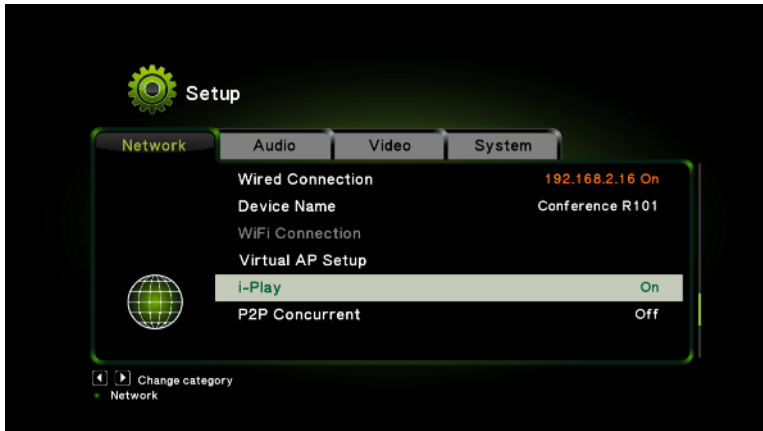 Setup
Network Audio Video System
Wired Connection 192.168.2.16 On
Device Name Conference R101
WiFi Connection
Virtual AP Setup
i-Play On
P2P Concurrent Off
Change category
Network